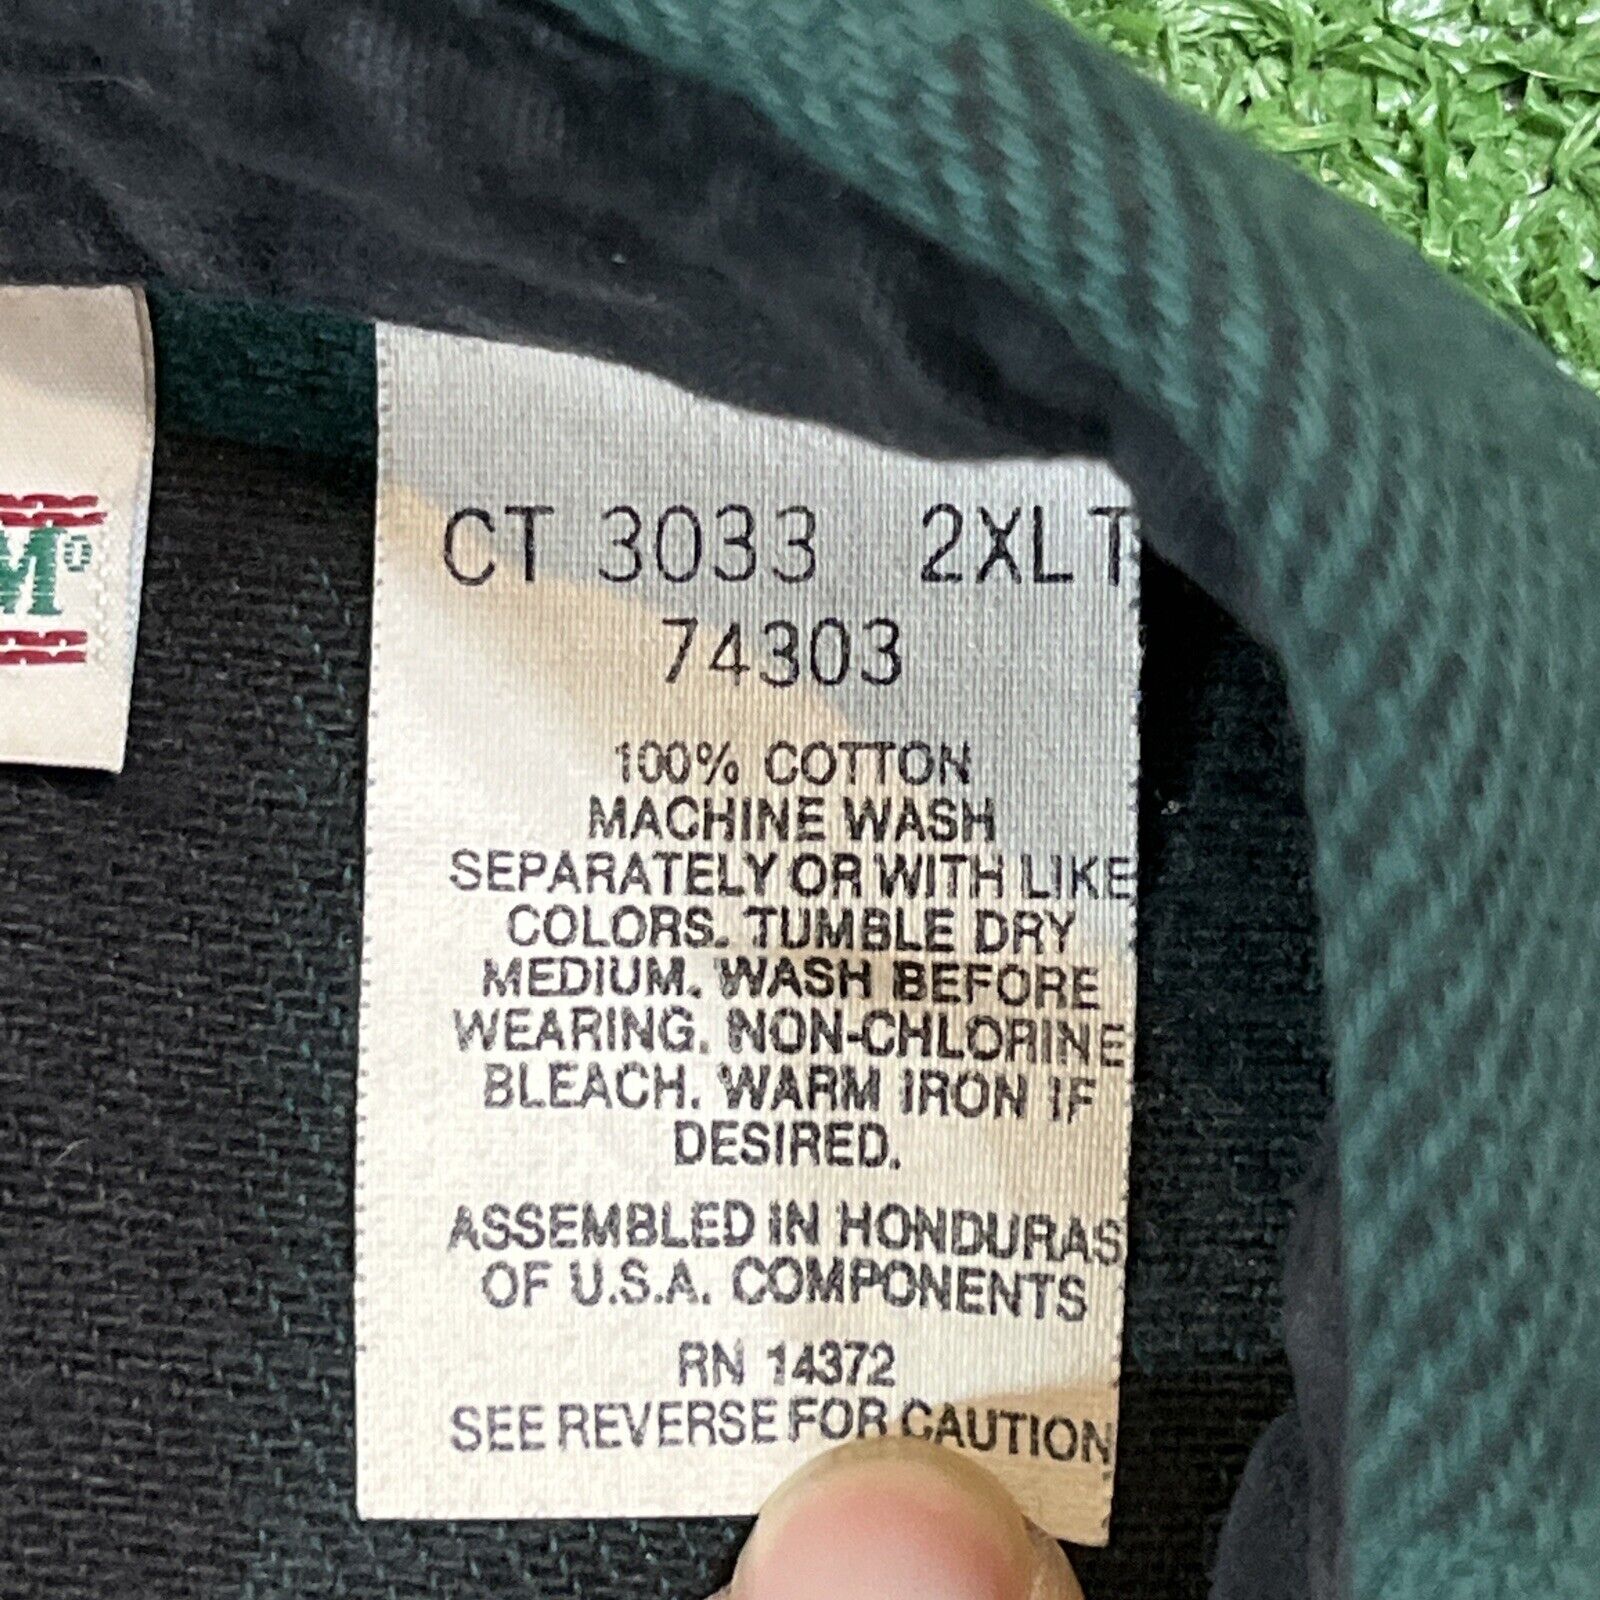 CT 3033 2XLT
74303
100% COTTON
MACHINE WASH
SEPARATELY OR WITH LIKE
COLORS. TUMBLE DRY
MEDIUM. WASH BEFORE
WEARING. NON-CHLORINE
BLEACH. WARM IRON IF
DESIRED.
ASSEMBLED IN HONDURAS
OF U.S.A. COMPONENTS
RN 14372
SEE REVERSE FOR CAUTION
M®